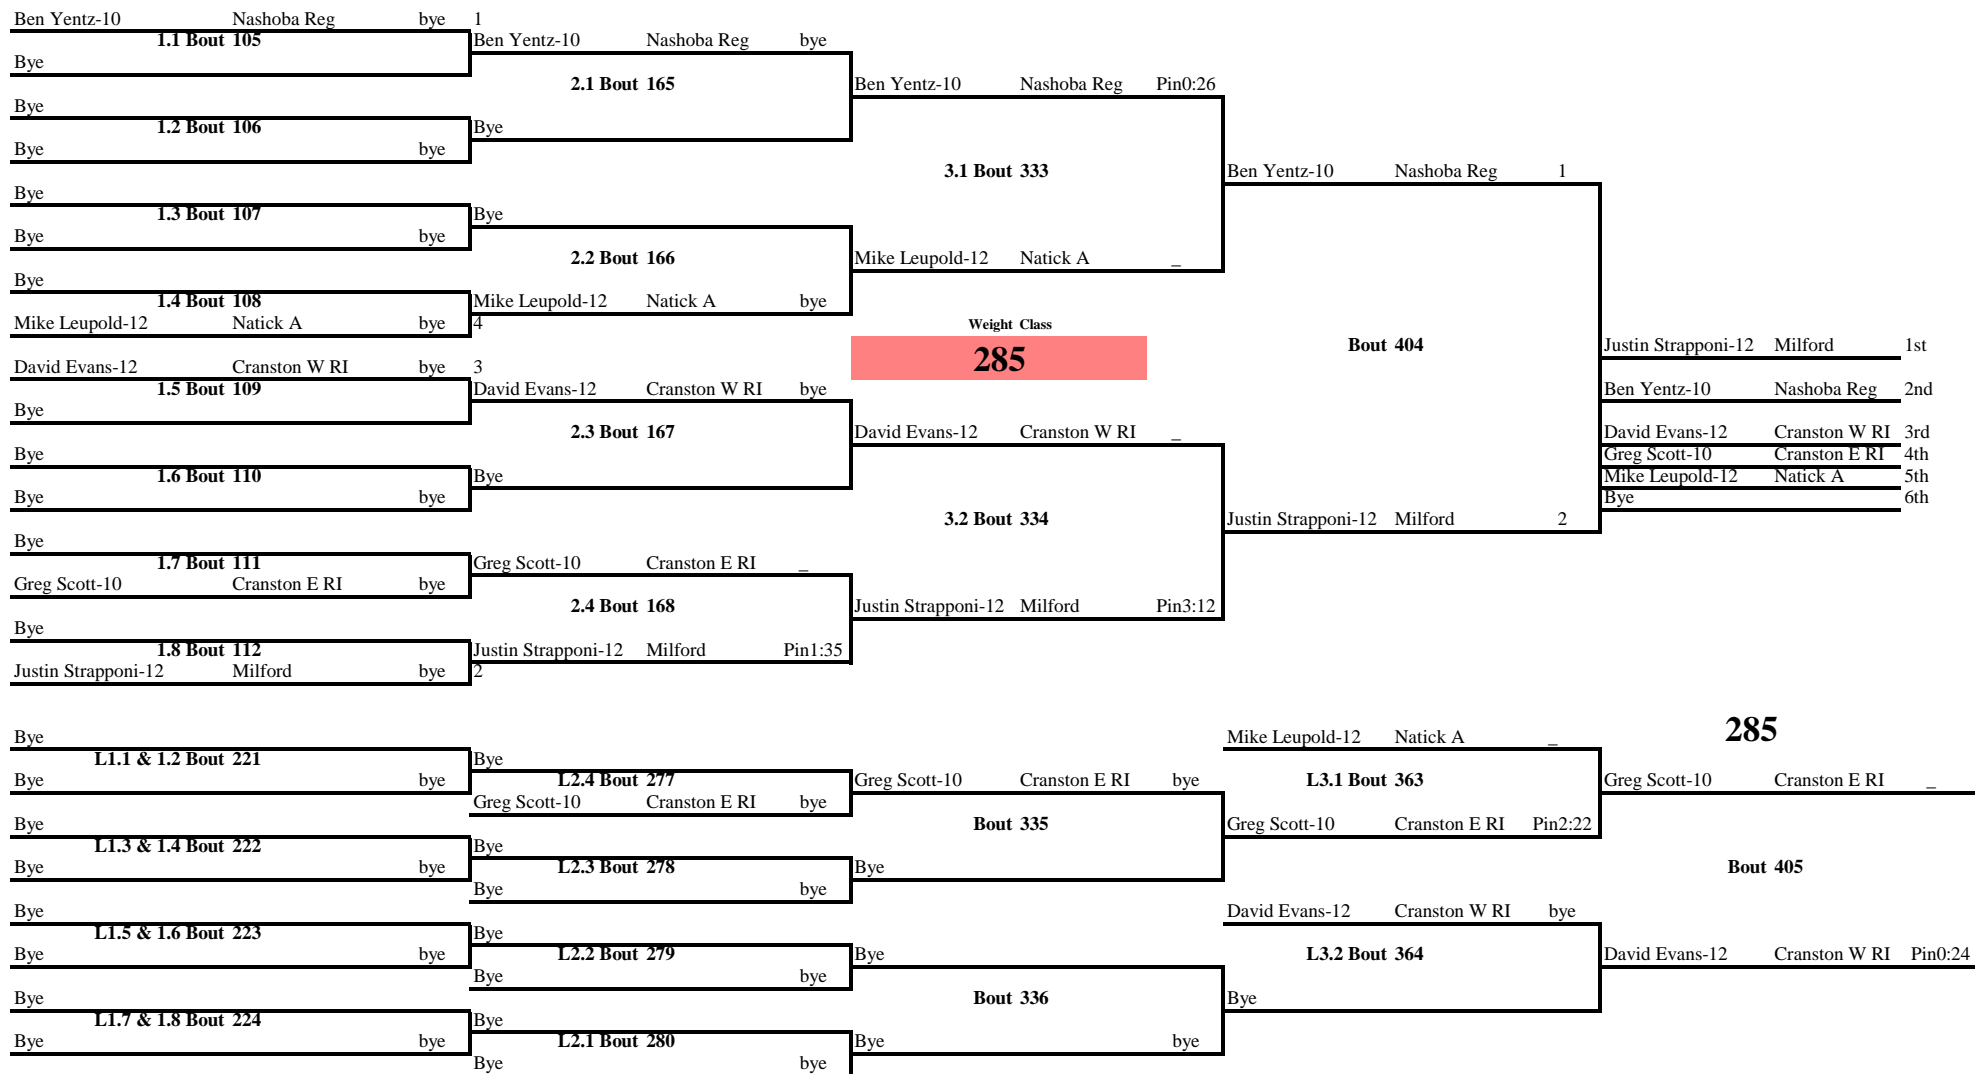 Ben Yentz-10 Nashoba Reg bye 1
1.1 Bout 105
Ben Yentz-10 Nashoba Reg bye
Bye
2.1 Bout 165
Ben Yentz-10 Nashoba Reg Pin0:26
Bye
1.2 Bout 106
Bye
Bye bye
3.1 Bout 333
Ben Yentz-10 Nashoba Reg 1
Bye
1.3 Bout 107
Bye
Bye bye
2.2 Bout 166
Mike Leupold-12 Natick A _
Bye
1.4 Bout 108
Mike Leupold-12 Natick A bye
Mike Leupold-12 Natick A bye 4
Weight Class
285
Bout 404
Justin Strapponi-12 Milford 1st
David Evans-12 Cranston W RI bye 3
1.5 Bout 109
David Evans-12 Cranston W RI bye
Ben Yentz-10 Nashoba Reg 2nd
Bye
2.3 Bout 167
David Evans-12 Cranston W RI _
David Evans-12 Cranston W RI 3rd
Bye
Greg Scott-10 Cranston E RI 4th
1.6 Bout 110
Bye
Mike Leupold-12 Natick A 5th
Bye bye
Bye 6th
3.2 Bout 334
Justin Strapponi-12 Milford 2
Bye
1.7 Bout 111
Greg Scott-10 Cranston E RI _
Greg Scott-10 Cranston E RI bye
2.4 Bout 168
Justin Strapponi-12 Milford Pin3:12
Bye
1.8 Bout 112
Justin Strapponi-12 Milford Pin1:35
Justin Strapponi-12 Milford bye 2
285
Bye
Mike Leupold-12 Natick A _
L1.1 & 1.2 Bout 221
Bye
Bye bye
L2.4 Bout 277
Greg Scott-10 Cranston E RI bye
L3.1 Bout 363
Greg Scott-10 Cranston E RI _
Greg Scott-10 Cranston E RI bye
Bye
Bout 335
Greg Scott-10 Cranston E RI Pin2:22
L1.3 & 1.4 Bout 222
Bye
Bye bye
L2.3 Bout 278
Bye
Bout 405
Bye bye
Bye
David Evans-12 Cranston W RI bye
L1.5 & 1.6 Bout 223
Bye
Bye bye
L2.2 Bout 279
Bye
L3.2 Bout 364
David Evans-12 Cranston W RI Pin0:24
Bye bye
Bye
Bout 336
Bye
L1.7 & 1.8 Bout 224
Bye
Bye bye
L2.1 Bout 280
Bye bye
Bye bye